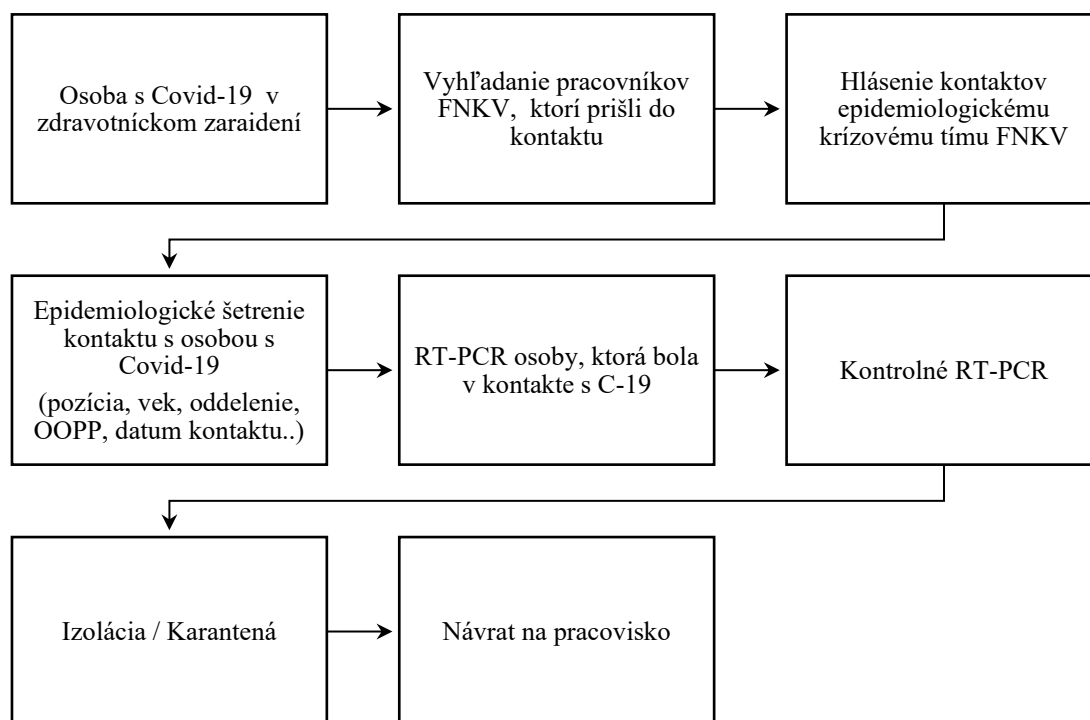 Osoba s Covid-19 v
zdravotníckom zaraidení
Vyhľadanie pracovníkov
FNKV, ktorí prišli do
kontaktu
Hlásenie kontaktov
epidemiologickému
krízovému tímu FNKV
Epidemiologické šetrenie
kontaktu s osobou s
Covid-19
(pozícia, vek, oddelenie,
OOPP, datum kontaktu..)
RT-PCR osoby, ktorá bola
v kontakte s C-19
Kontrolné RT-PCR
Izolácia / Karantená
Návrat na pracovisko